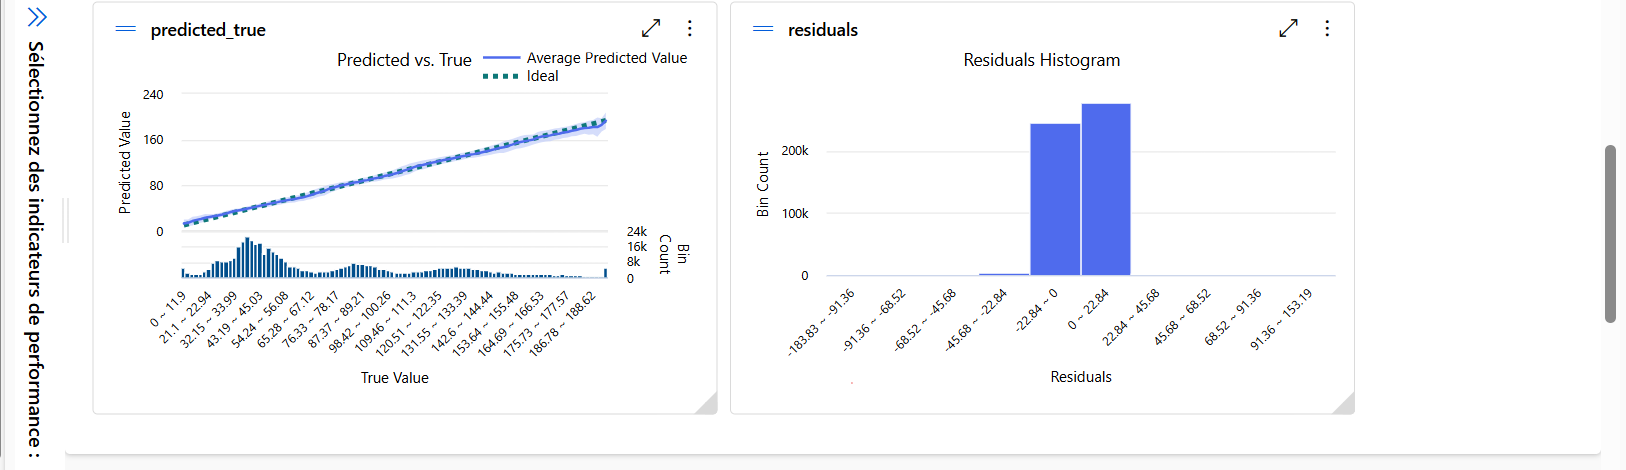 Sélectionnez des indicateurs de performance :
predicted_true
Predicted vs. True
Average Predicted Value
Ideal
Predicted Value
240
160
80
0
24k
16k
8k
0
Bin
Count
0 ~ 11.9
21.1 ~ 22.94
32.15 ~ 33.99
43.19 ~ 45.03
54.24 ~ 56.08
65.28 ~ 67.12
76.33 ~ 78.17
87.37 ~ 89.21
98.42 ~ 100.26
109.46 ~ 111.3
120.51 ~ 122.35
131.55 ~ 133.39
142.6 ~ 144.44
153.64 ~ 155.48
164.69 ~ 166.53
175.73 ~ 177.57
186.78 ~ 188.62
True Value
residuals
Residuals Histogram
Bin Count
200k
100k
0
-183.83 ~ -91.36
-91.36 ~ -68.52
-68.52 ~ -45.68
-45.68 ~ -22.84
-22.84 ~ 0
0 ~ 22.84
22.84 ~ 45.68
45.68 ~ 68.52
68.52 ~ 91.36
91.36 ~ 153.19
Residuals